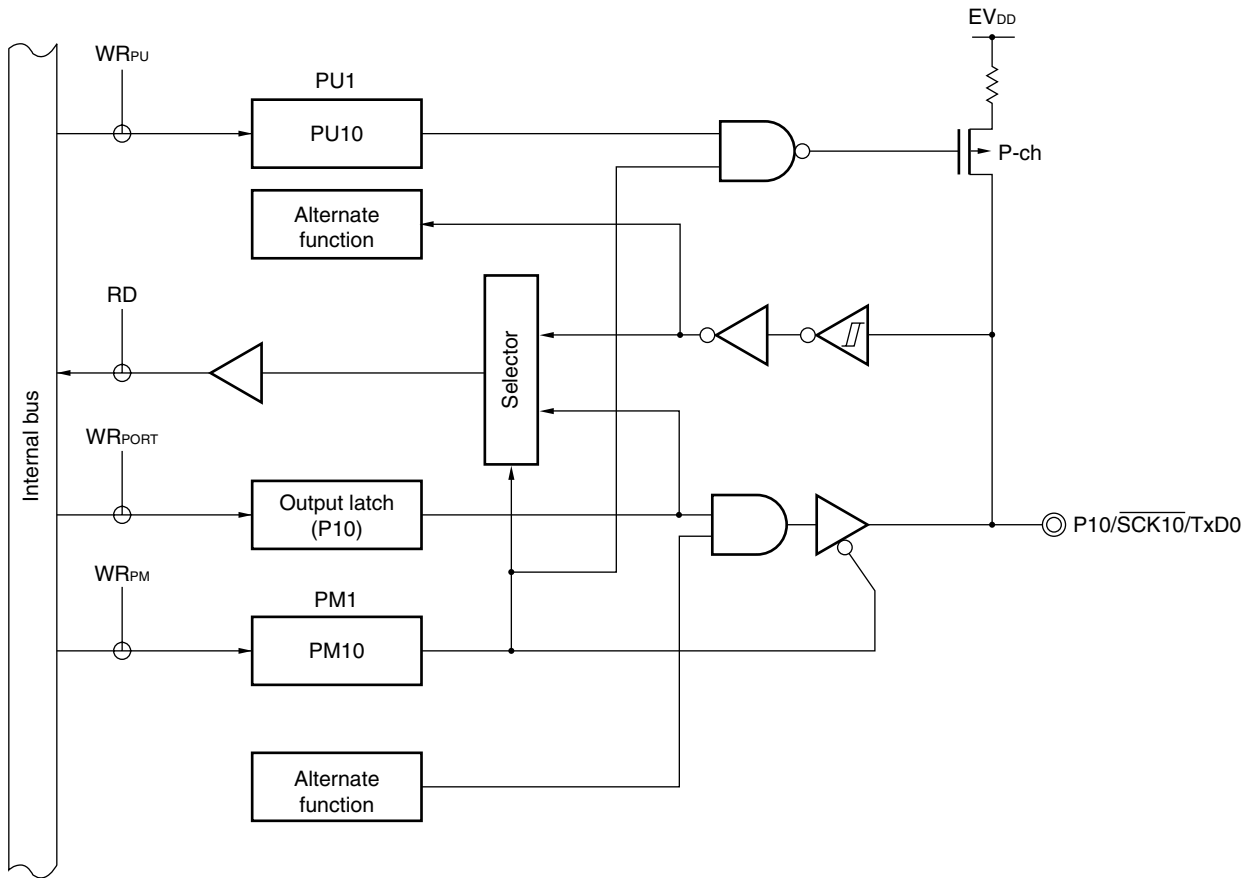 EVDD
WRPU
PU1
PU10
P-ch
Alternate
function
RD
Selector
Internal bus
WRPORT
Output latch
(P10)
P10/SCK10/TxD0
WRPM
PM1
PM10
Alternate
function